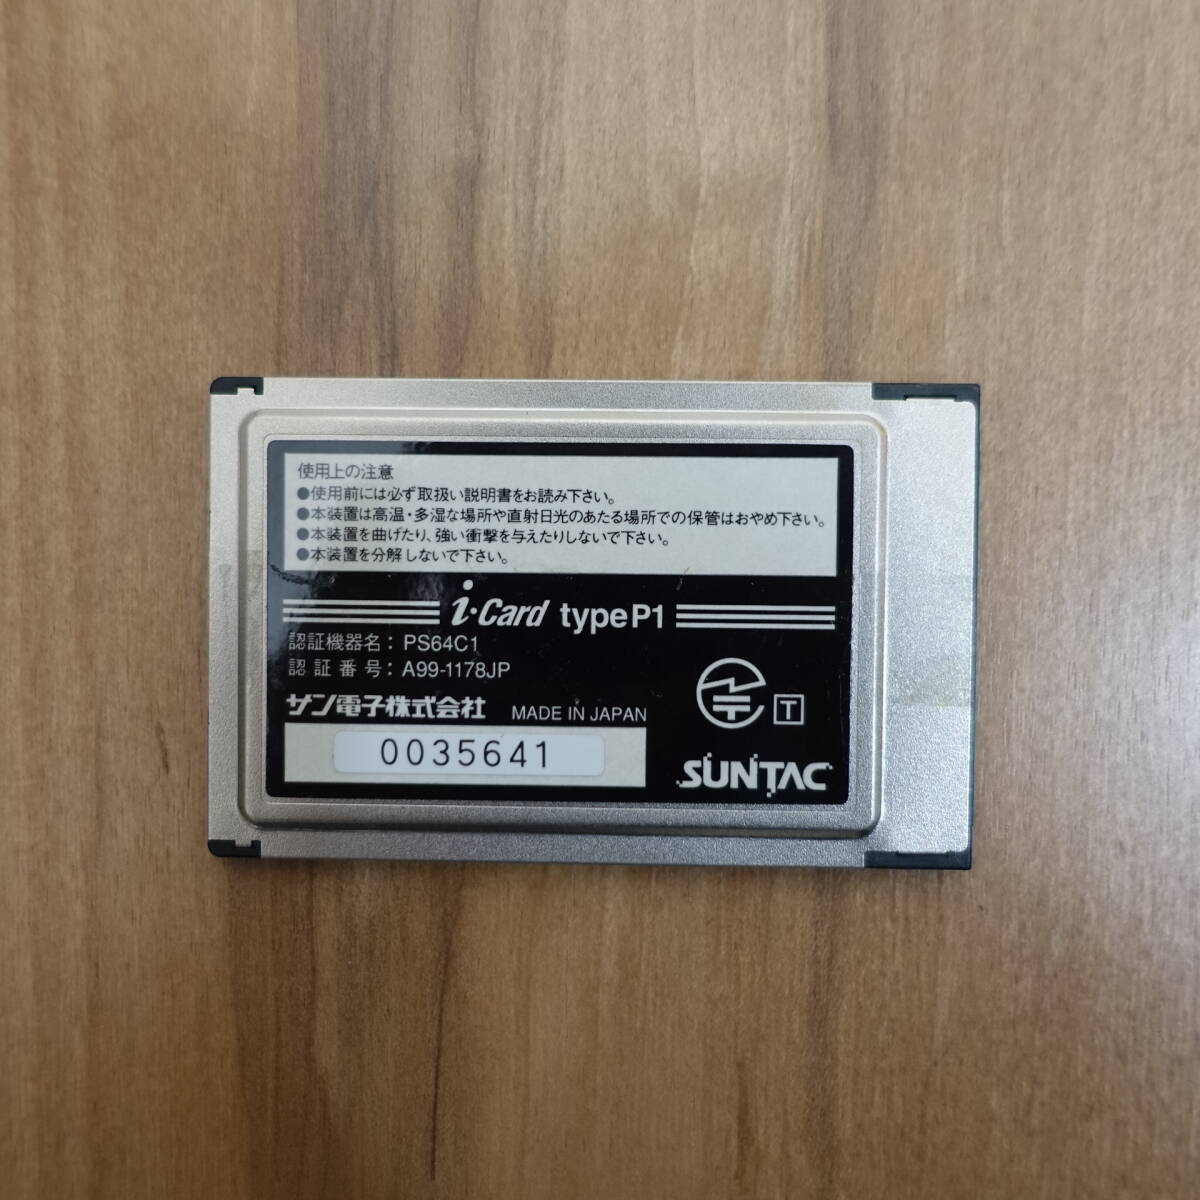 使用上の注意
●使用前には必ず取扱い説明書をお読み下さい。
●本装置は高温・多湿な場所や直射日光のあたる場所での保管はおやめ下さい。
●本装置を曲げたり、強い衝撃を与えたりしないで下さい。
●本装置を分解しないで下さい。
i・Card typeP1
認証機器名：PS64C1
認証番号：A99-1178JP
サン電子株式会社 MADE IN JAPAN
T
0035641
SUNTAC